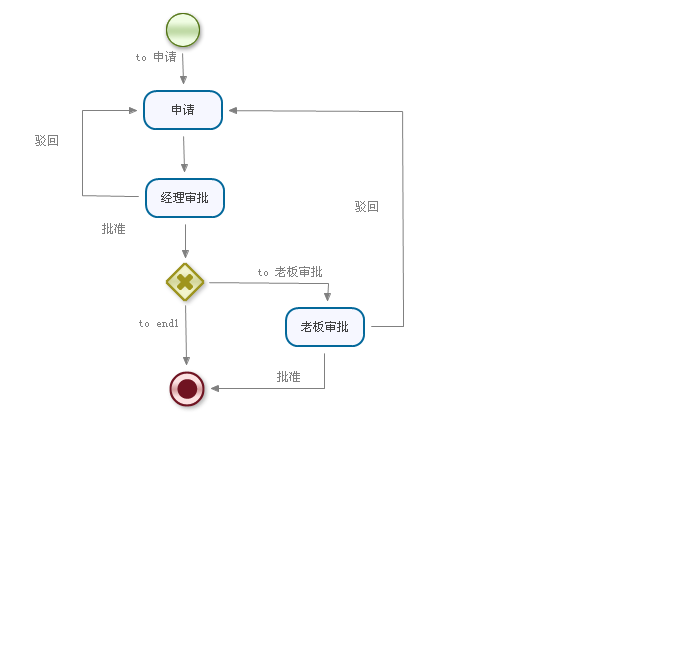 to 申请
申请
驳回
经理审批
驳回
批准
to 老板审批
to end1
老板审批
批准